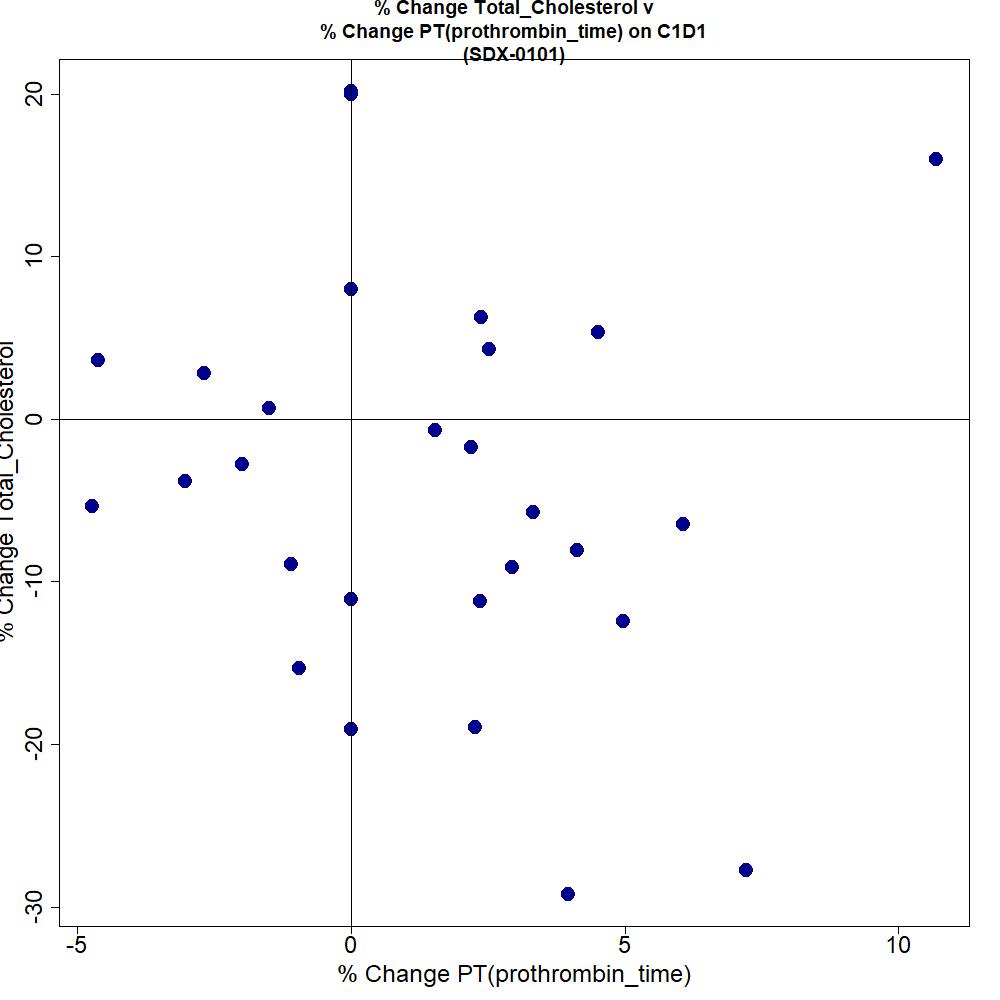 % Change Total_Cholesterol v
% Change PT(prothrombin_time) on C1D1
(SDX-0101)
% Change Total_Cholesterol
20
10
0
-10
-20
-30
-5
0
5
10
% Change PT(prothrombin_time)